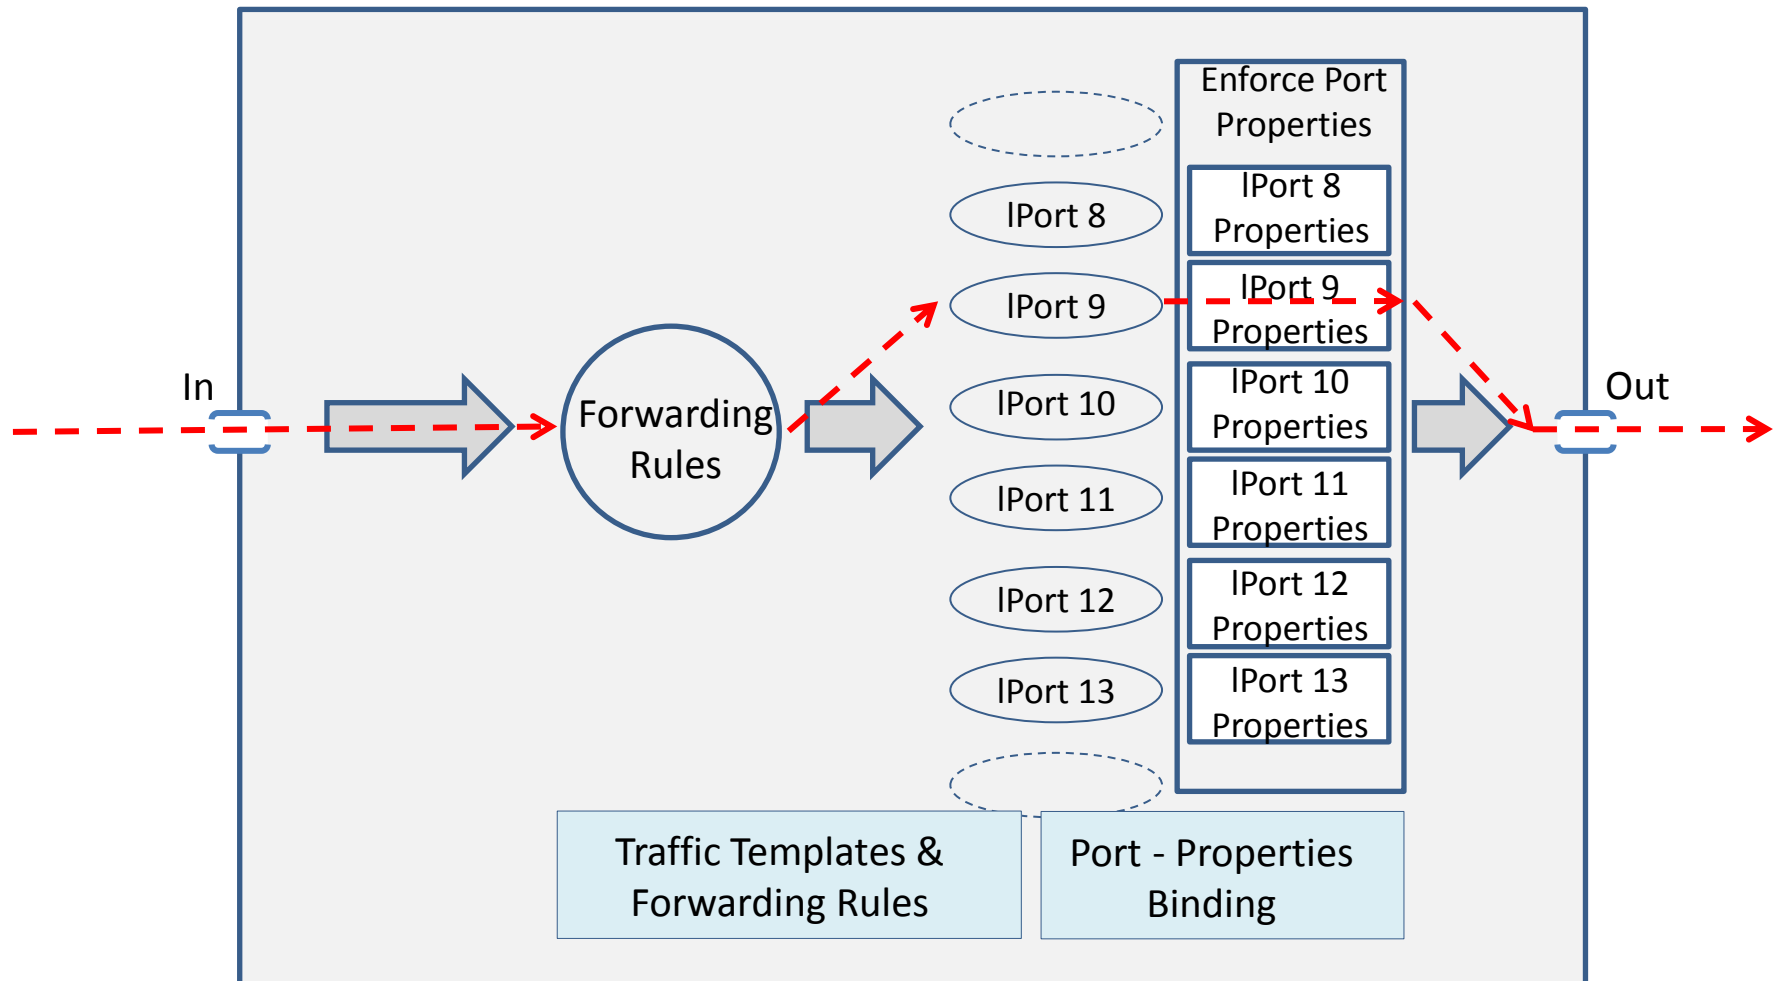 Enforce Port
Properties
lPort 8
lPort 8
Properties
lPort 9
lPort 9
Properties
In
Forwarding
Rules
lPort 10
lPort 10
Properties
Out
lPort 11
lPort 11
Properties
lPort 12
lPort 12
Properties
lPort 13
lPort 13
Properties
Traffic Templates &
Forwarding Rules
Port - Properties
Binding